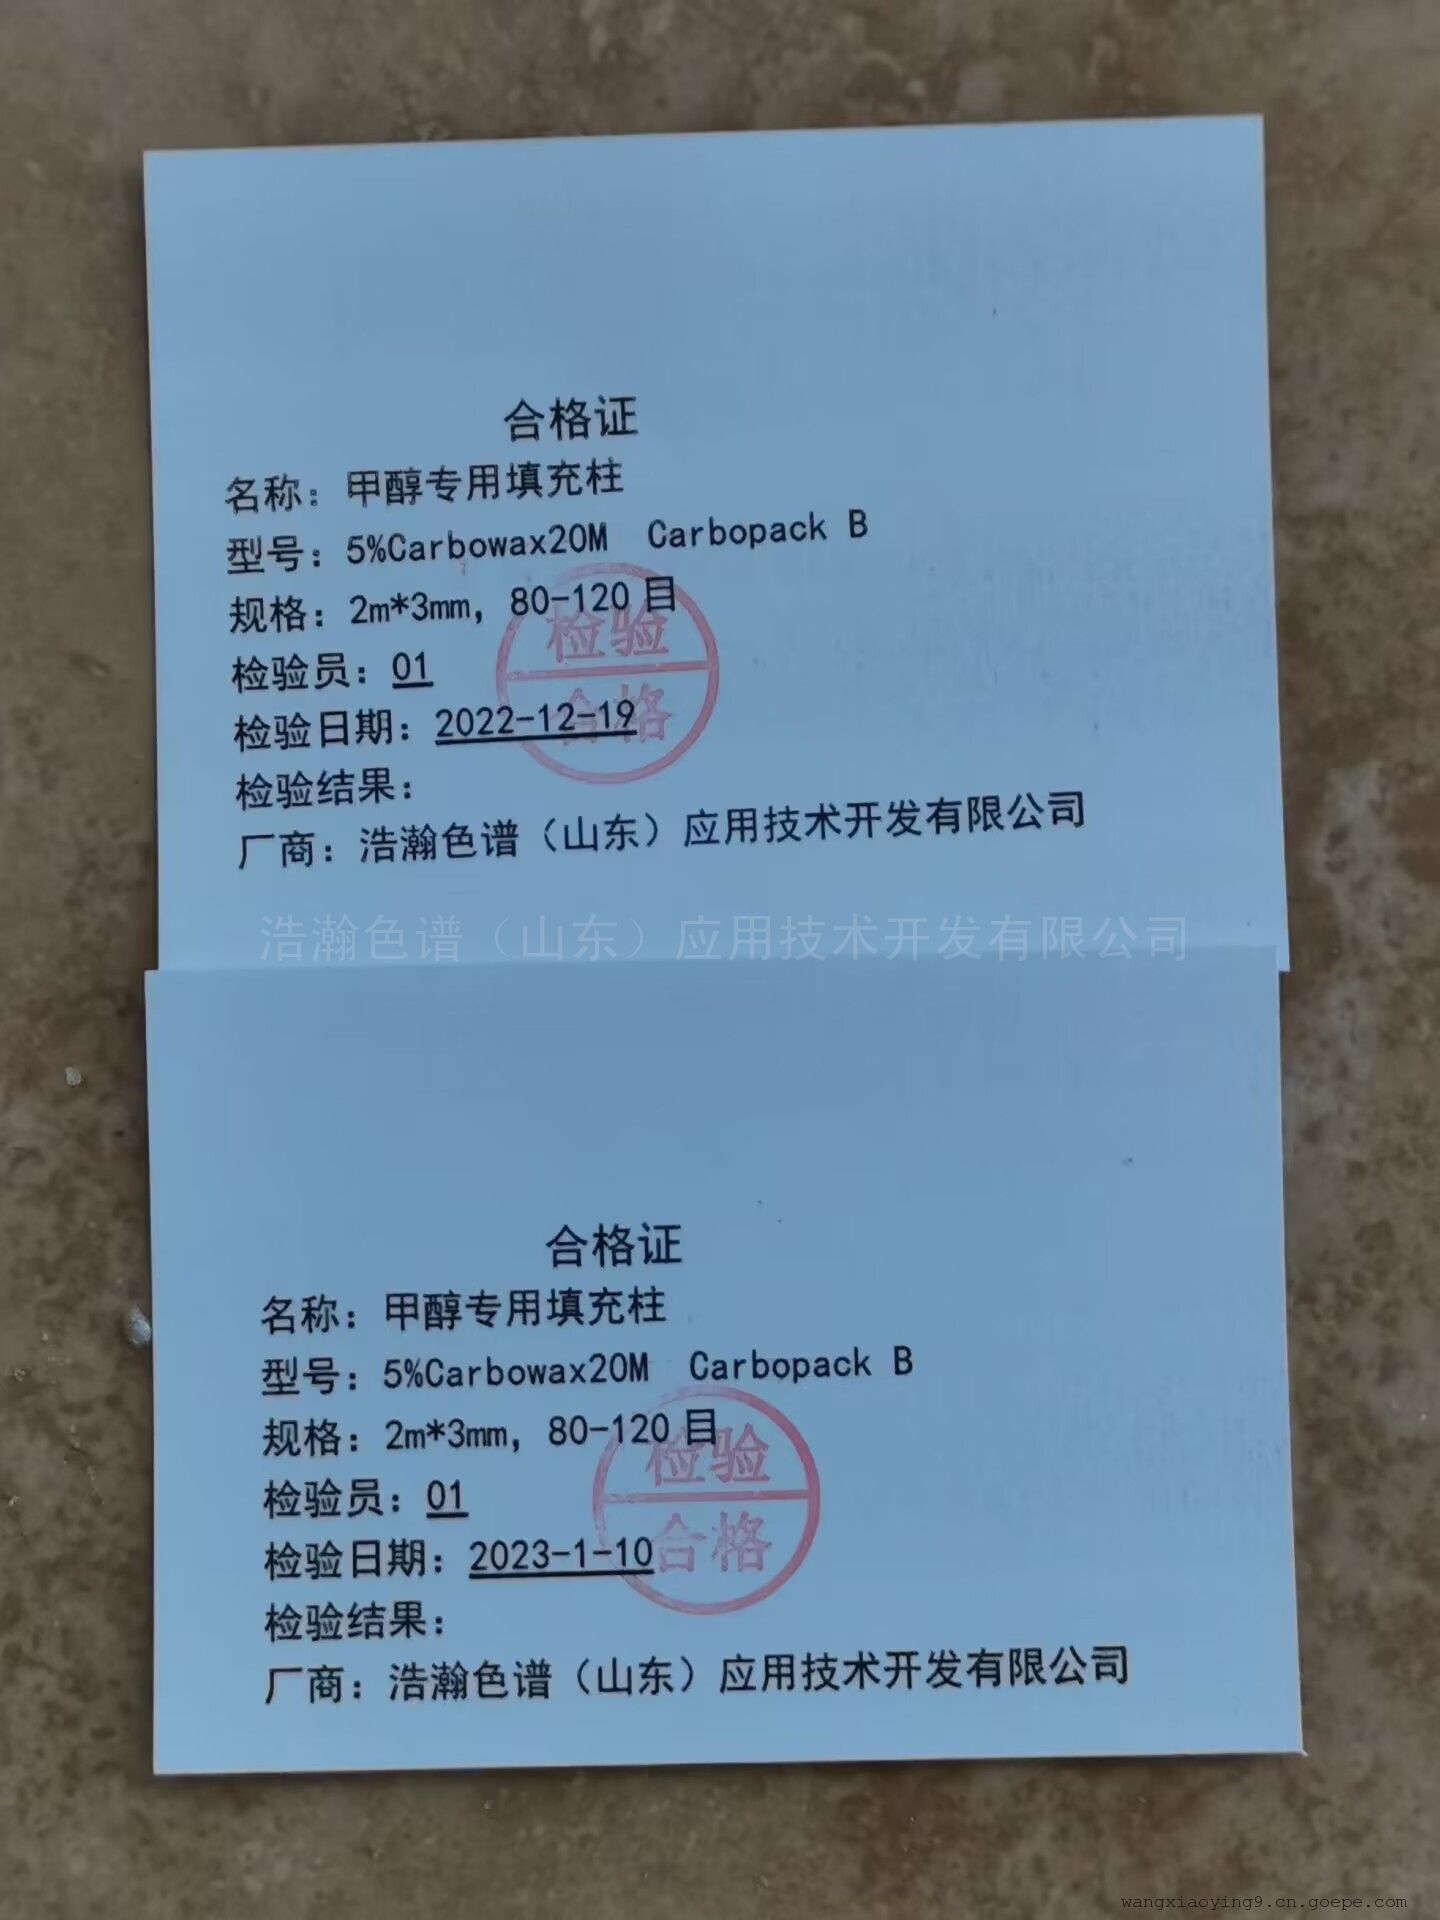 合格证
名称：甲醇专用填充柱
型号：5%Carbowax20M  Carbopack B
规格：2m*3mm，80-120目
检验员：01
检验日期：2022-12-19
检验结果：
检验
合格
厂商：浩瀚色谱（山东）应用技术开发有限公司
浩瀚色谱（山东）应用技术开发有限公司
合格证
名称：甲醇专用填充柱
型号：5%Carbowax20M  Carbopack B
规格：2m*3mm，80-120目
检验员：01
检验日期：2023-1-10
检验结果：
检验
合格
厂商：浩瀚色谱（山东）应用技术开发有限公司
wangxiaoying9.cn.goepe.com